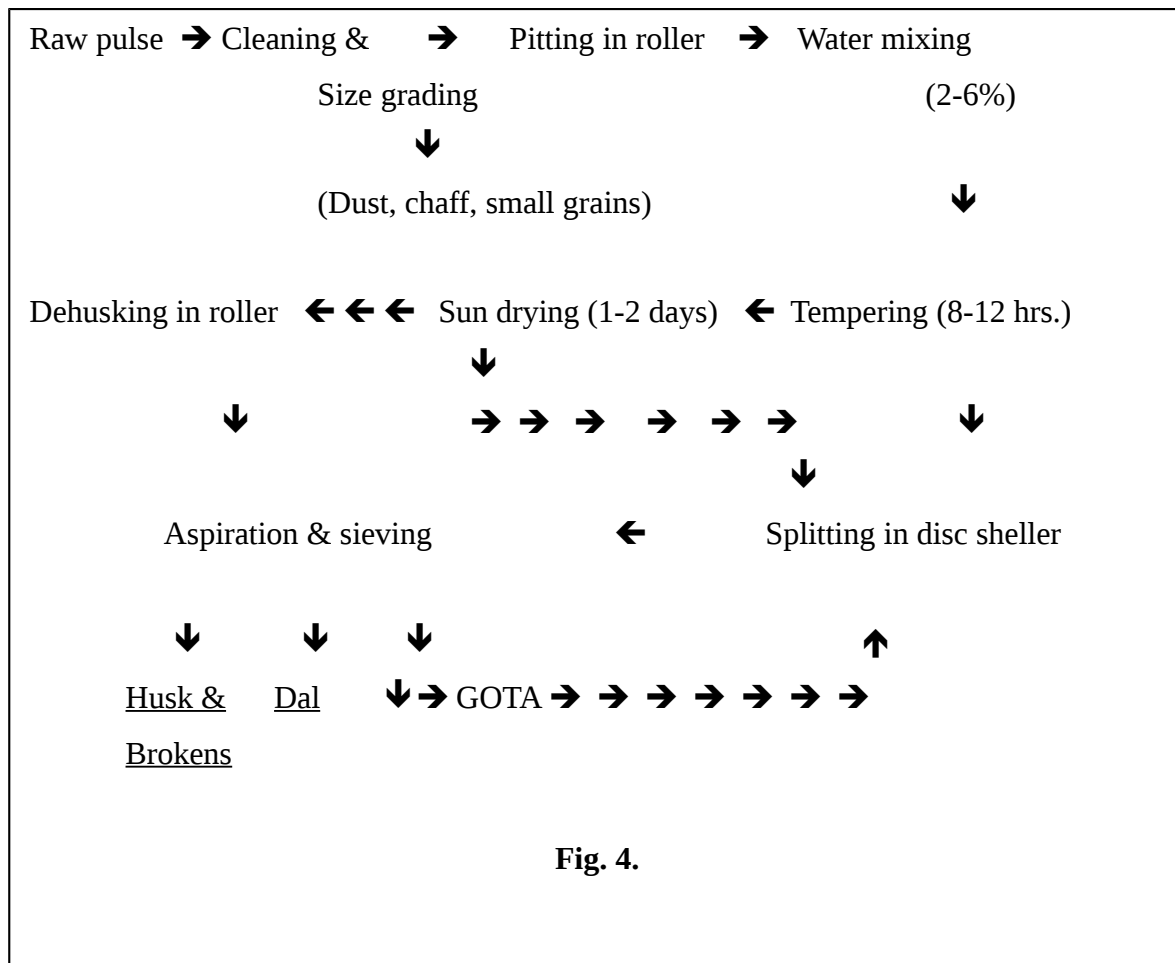 Raw pulse ➔ Cleaning & ➔ Pitting in roller ➔ Water mixing
Size grading (2-6%)
(Dust, chaff, small grains)
Dehusking in roller Sun drying (1-2 days) Tempering (8-12 hrs.)
Aspiration & sieving Splitting in disc sheller
Husk & Dal GOTA
Brokens
Fig. 4.